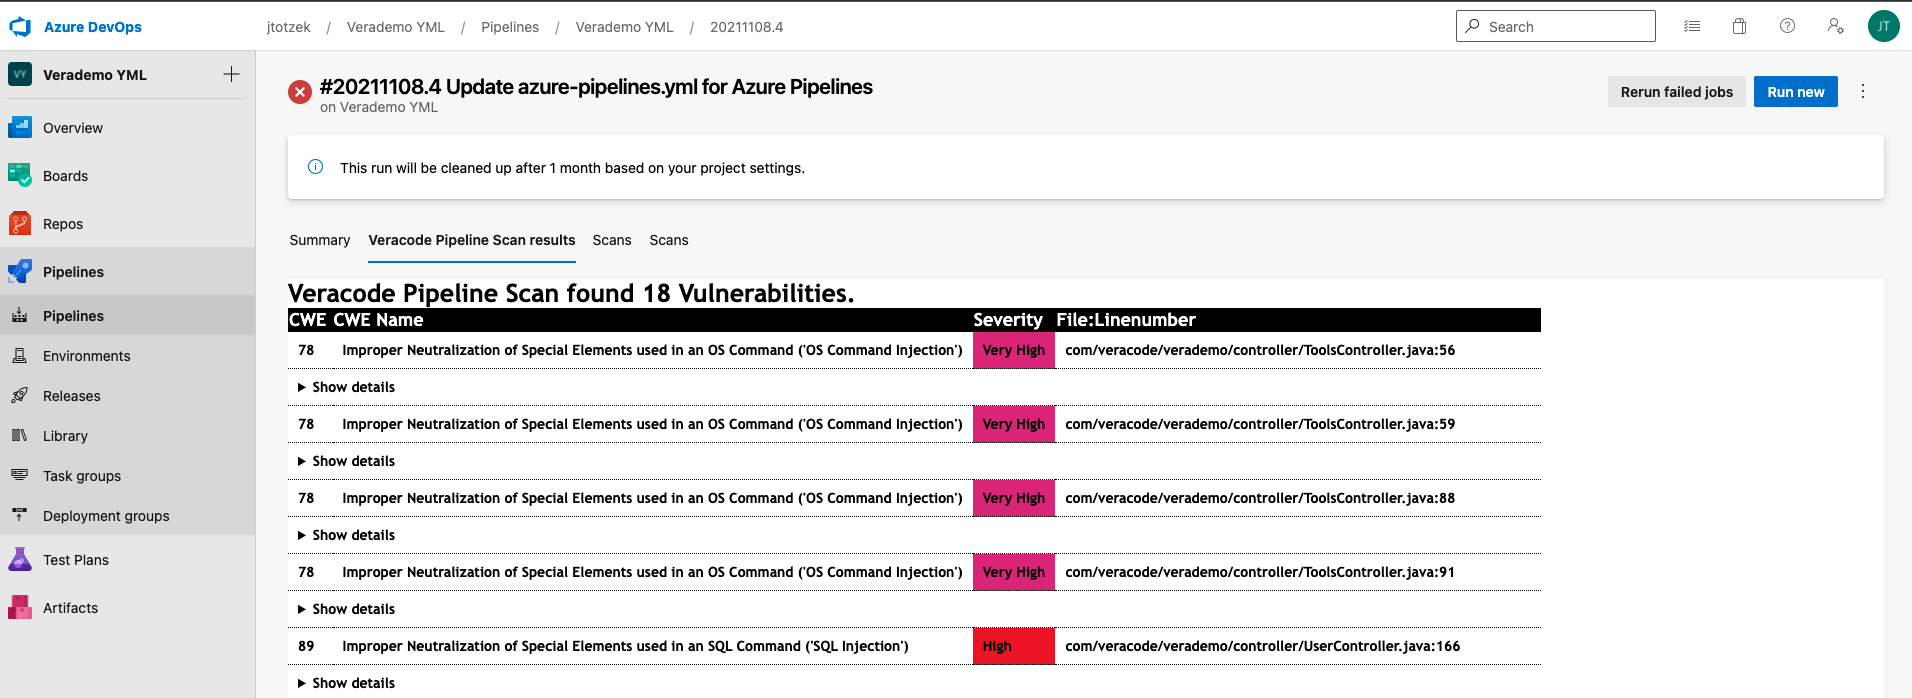 Azure DevOps
jtotzek / Verademo YML / Pipelines / Verademo YML / 20211108.4
Search
JT
VY Verademo YML
Overview
Boards
Repos
Pipelines
Pipelines
Environments
Releases
Library
Task groups
Deployment groups
Test Plans
Artifacts
#20211108.4 Update azure-pipelines.yml for Azure Pipelines
on Verademo YML
Rerun failed jobs
Run new
This run will be cleaned up after 1 month based on your project settings.
Summary Veracode Pipeline Scan results Scans Scans
Veracode Pipeline Scan found 18 Vulnerabilities.
CWE CWE Name Severity File:Linenumber
78 Improper Neutralization of Special Elements used in an OS Command ('OS Command Injection') Very High com/veracode/verademo/controller/ToolsController.java:56
Show details
78 Improper Neutralization of Special Elements used in an OS Command ('OS Command Injection') Very High com/veracode/verademo/controller/ToolsController.java:59
Show details
78 Improper Neutralization of Special Elements used in an OS Command ('OS Command Injection') Very High com/veracode/verademo/controller/ToolsController.java:88
Show details
78 Improper Neutralization of Special Elements used in an OS Command ('OS Command Injection') Very High com/veracode/verademo/controller/ToolsController.java:91
Show details
89 Improper Neutralization of Special Elements used in an SQL Command ('SQL Injection') High com/veracode/verademo/controller/UserController.java:166
Show details